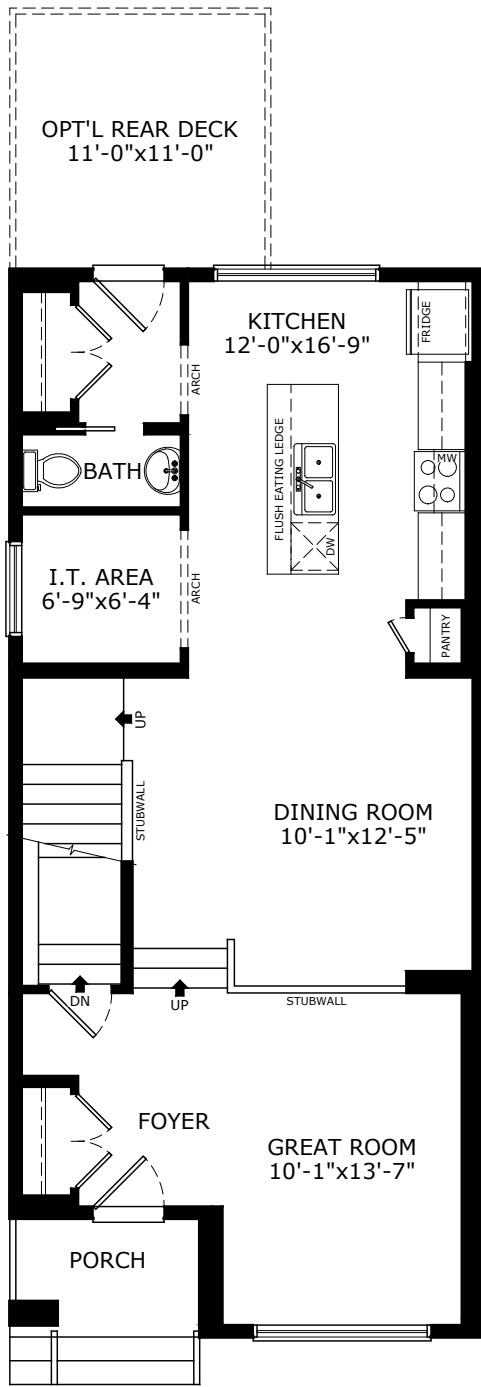 OPT'L REAR DECK
11'-0"x11'-0"
KITCHEN
12'-0"x16'-9"
FRIDGE
ARCH
FLUSH EATING LEDGE
MW
BATH
DW
I.T. AREA
6'-9"x6'-4"
ARCH
PANTRY
UP
STUBWALL
DINING ROOM
10'-1"x12'-5"
DN
UP
STUBWALL
FOYER
GREAT ROOM
10'-1"x13'-7"
PORCH